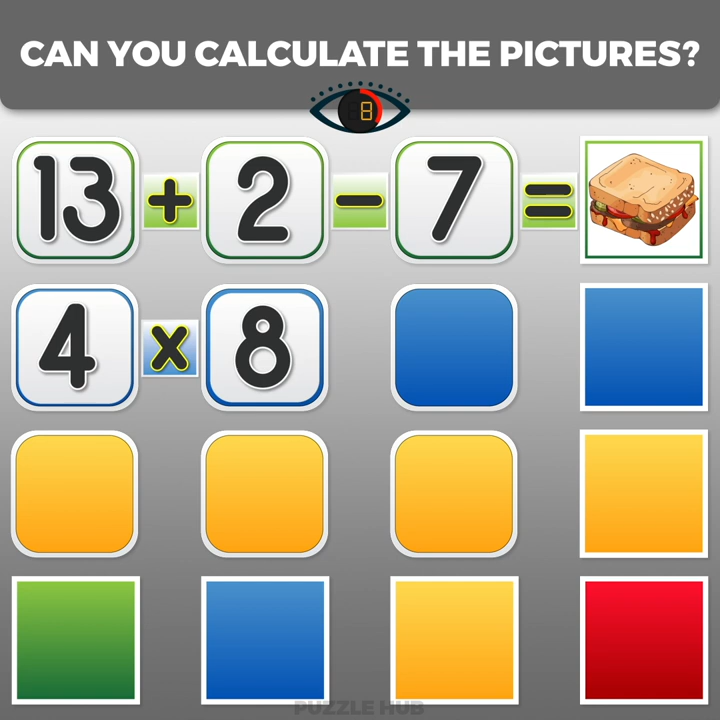 CAN YOU CALCULATE THE PICTURES?
8
13 + 2 - 7 =
4 x 8
PUZZLE HUB